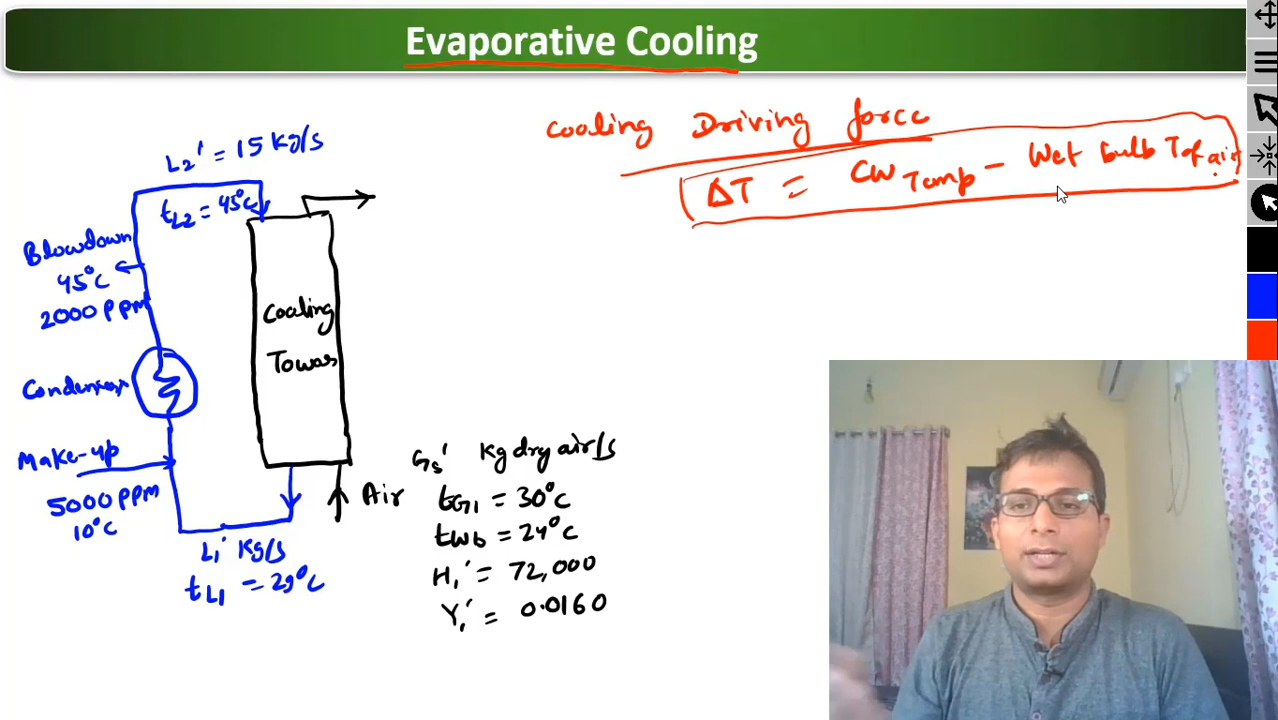 Evaporative Cooling
Cooling Driving force
ΔT = CW Temp - Wet bulb T of air
L2' = 15 kg/s
tL2 = 45°C
Blowdown
45°C
2000 PPM
Cooling
Tower
Condenser
Make-up
5000 PPM
10°C
L1' Kg/s
tL1 = 29°C
Air
Gs' Kg dry air/s
tG1 = 30°C
twb = 24°C
H1' = 72,000
Y1' = 0.0160